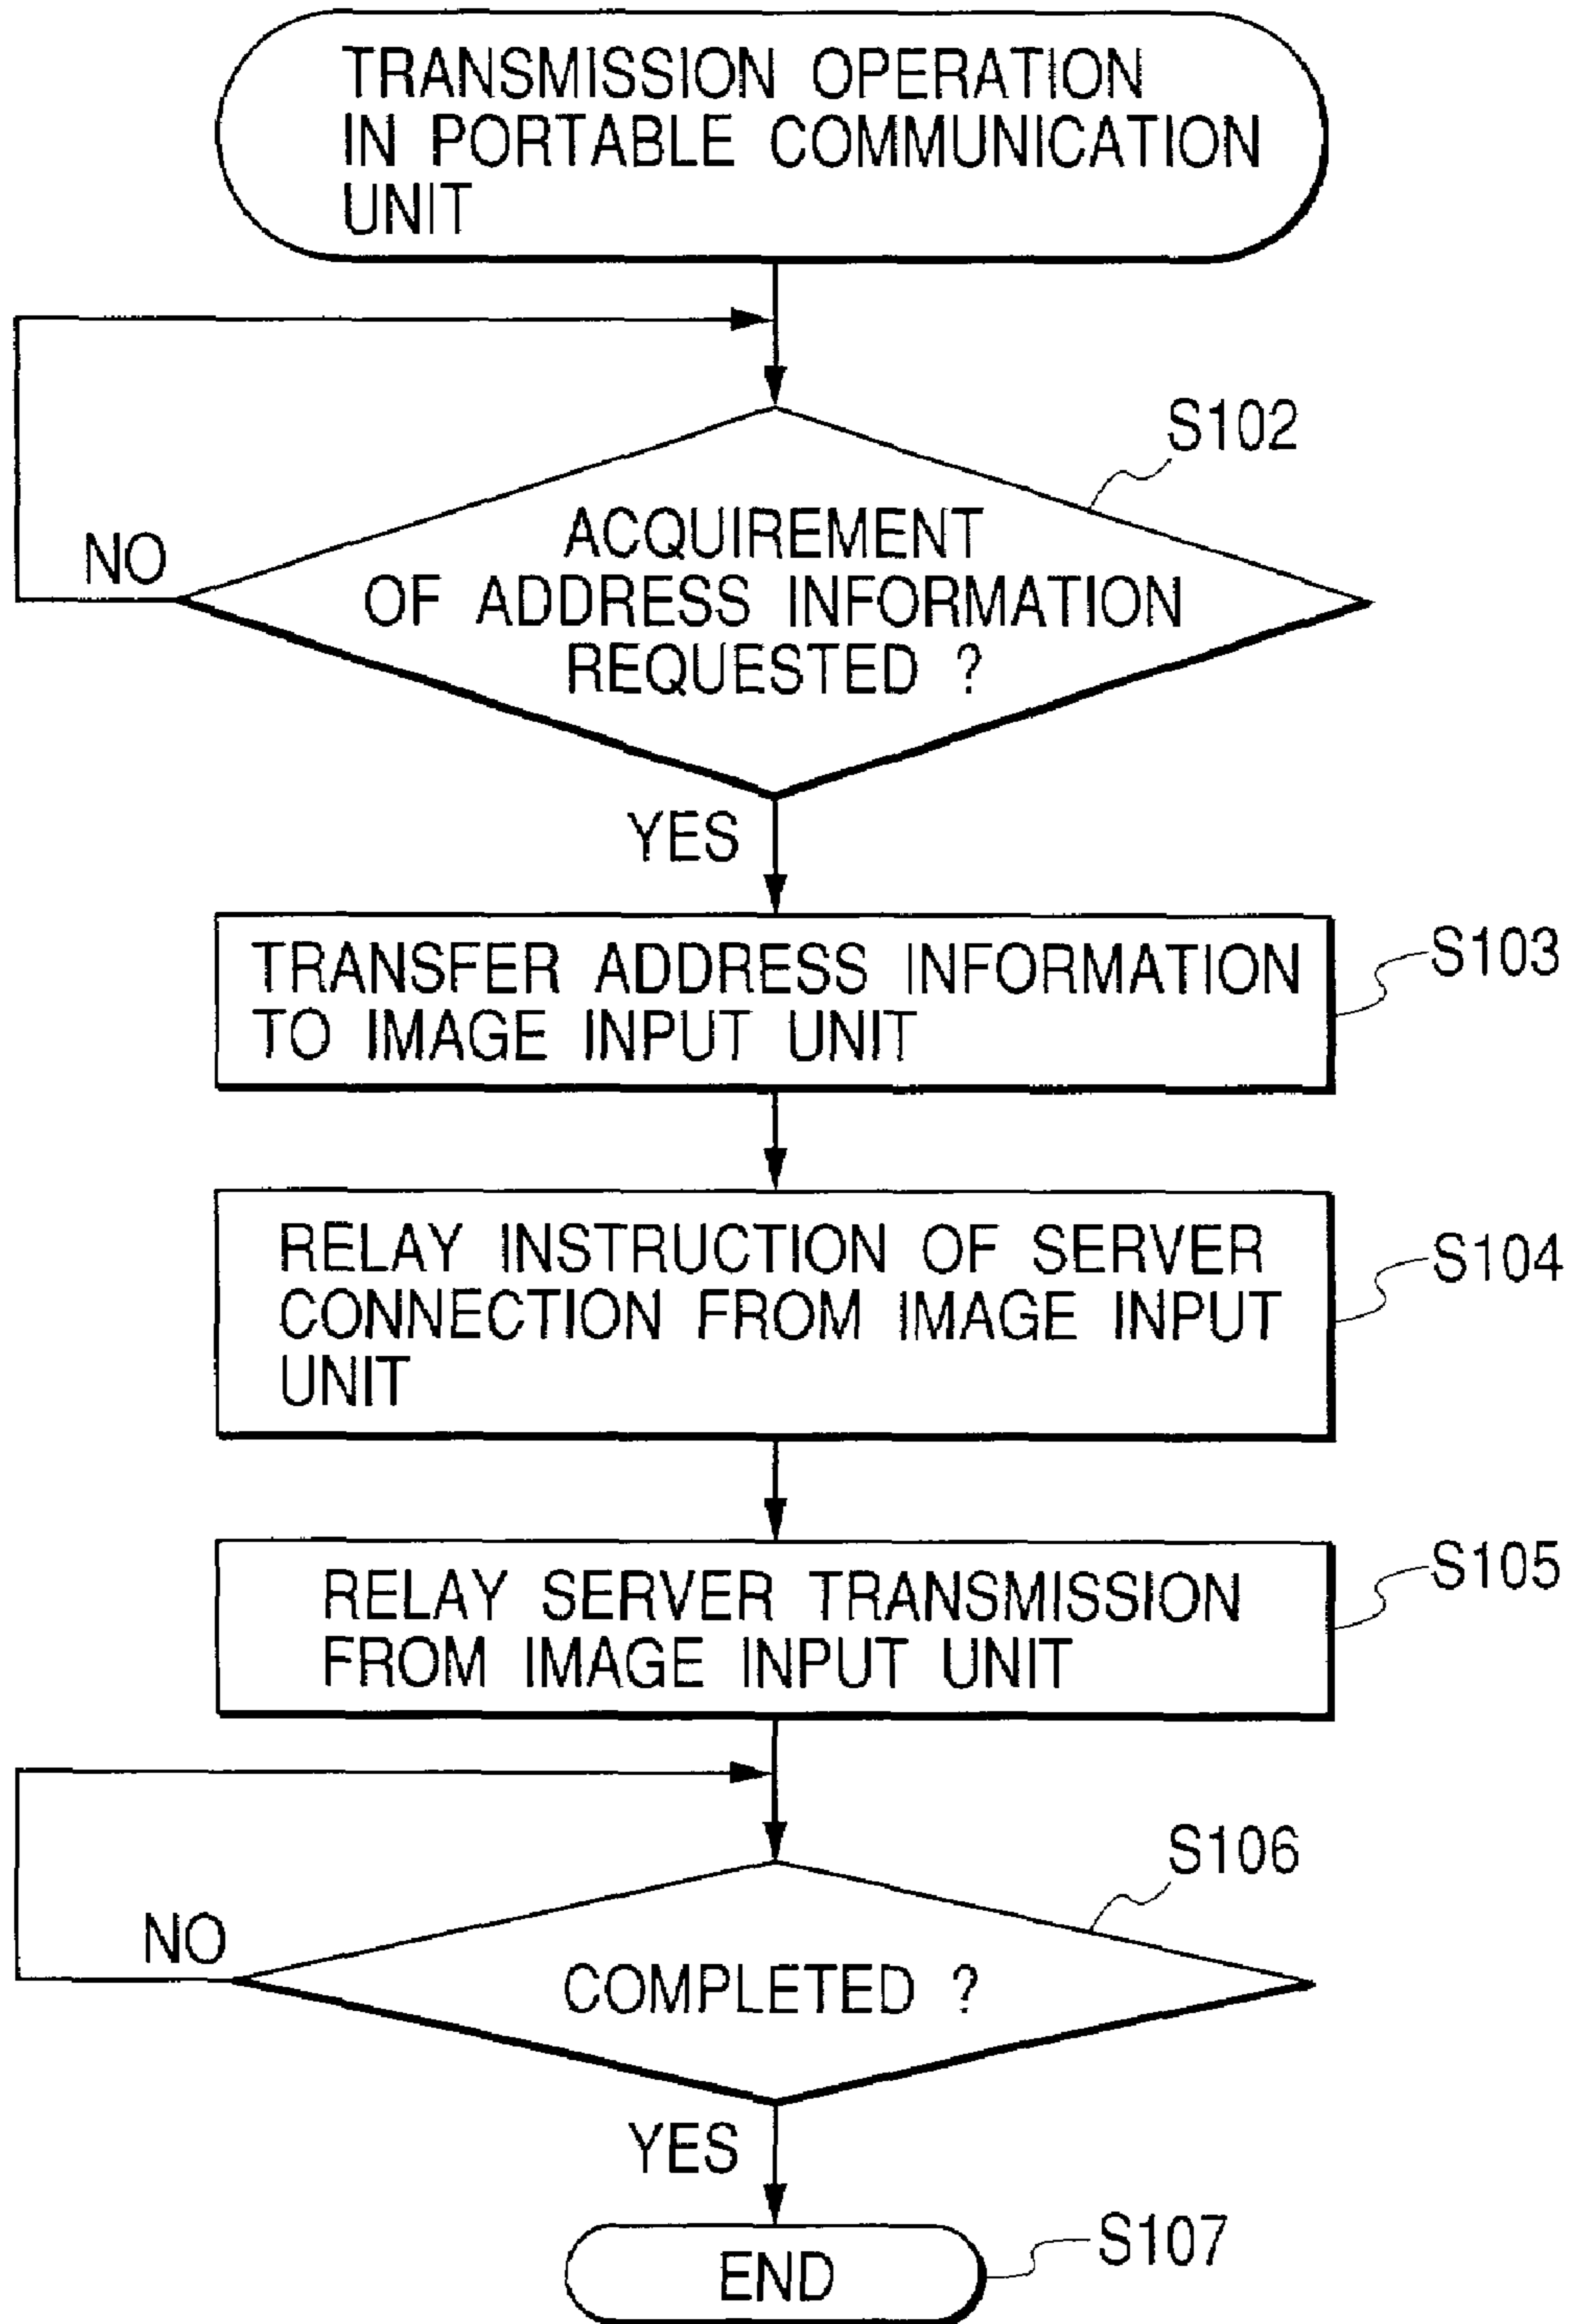 TRANSMISSION OPERATION
IN PORTABLE COMMUNICATION
UNIT
S102
ACQUIREMENT
OF ADDRESS INFORMATION
REQUESTED ?
NO
YES
TRANSFER ADDRESS INFORMATION
TO IMAGE INPUT UNIT
S103
RELAY INSTRUCTION OF SERVER
CONNECTION FROM IMAGE INPUT
UNIT
S104
RELAY SERVER TRANSMISSION
FROM IMAGE INPUT UNIT
S105
S106
NO
COMPLETED ?
YES
END
S107